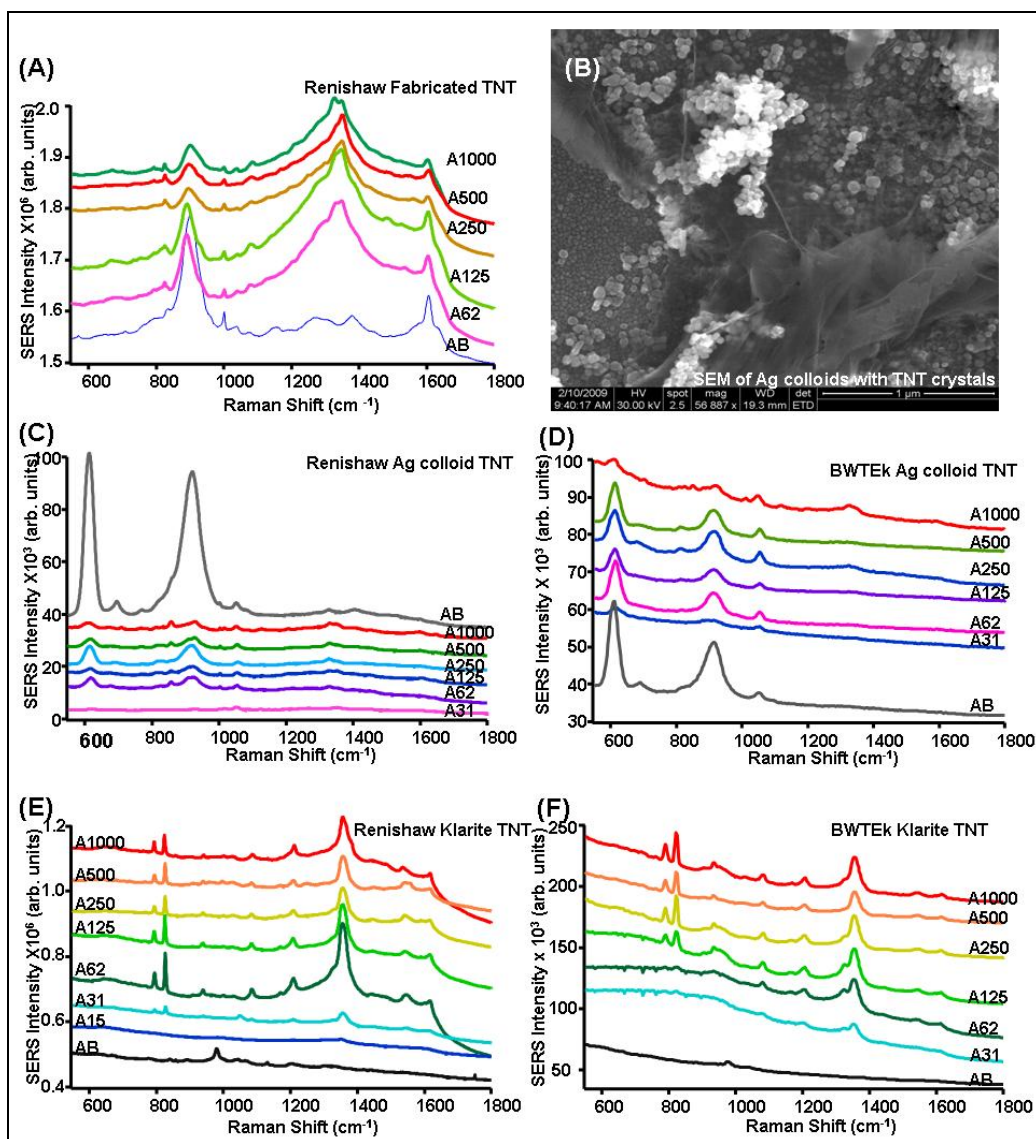 (A)
Renishaw Fabricated TNT
SERS Intensity X10⁶ (arb. units)
2.0
1.9
1.8
1.7
1.6
1.5
A1000
A500
A250
A125
A62
AB
600 800 1000 1200 1400 1600 1800
Raman Shift (cm -1)
(B)
SEM of Ag colloids with TNT crystals
2/10/2009 HV spot mag WD det 1 µm
9:40:17 AM 30.00 kV 2.5 56 887 x 19.3 mm ETD
(C)
Renishaw Ag colloid TNT
SERS Intensity X10³ (arb. units)
100
80
60
40
20
0
AB
A1000
A500
A250
A125
A62
A31
600 800 1000 1200 1400 1600 1800
Raman Shift (cm-1)
(D)
BWTEk Ag colloid TNT
SERS Intensity X 10³ (arb. units)
100
90
80
70
60
50
40
30
A1000
A500
A250
A125
A62
A31
AB
600 800 1000 1200 1400 1600 1800
Raman Shift (cm-1)
(E)
Renishaw Klarite TNT
SERS Intensity X10⁶ (arb. units)
1.2
1.0
0.8
0.6
0.4
A1000
A500
A250
A125
A62
A31
A15
AB
600 800 1000 1200 1400 1600 1800
Raman Shift (cm-1)
(F)
BWTEk Klarite TNT
SERS Intensity x 10³ (arb. units)
250
200
150
100
50
A1000
A500
A250
A125
A62
A31
AB
600 800 1000 1200 1400 1600 1800
Raman Shift (cm-1)